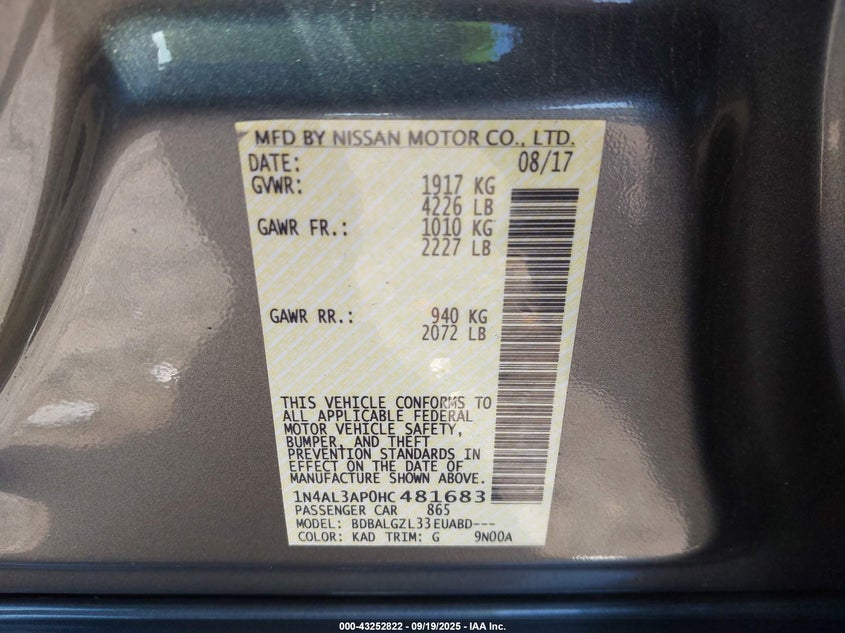 MFD BY NISSAN MOTOR CO., LTD.
DATE: 08/17
GVWR: 1917 KG
4226 LB
GAWR FR.: 1010 KG
2227 LB
GAWR RR.: 940 KG
2072 LB
THIS VEHICLE CONFORMS TO
ALL APPLICABLE FEDERAL
MOTOR VEHICLE SAFETY,
BUMPER, AND THEFT
PREVENTION STANDARDS IN
EFFECT ON THE DATE OF
MANUFACTURE SHOWN ABOVE.
1N4AL3AP0HC481683
PASSENGER CAR 865
MODEL: BDBALGZL33EUABD---
COLOR: KAD TRIM: G 9N00A
000-43252822 - 09/19/2025 - IAA Inc.